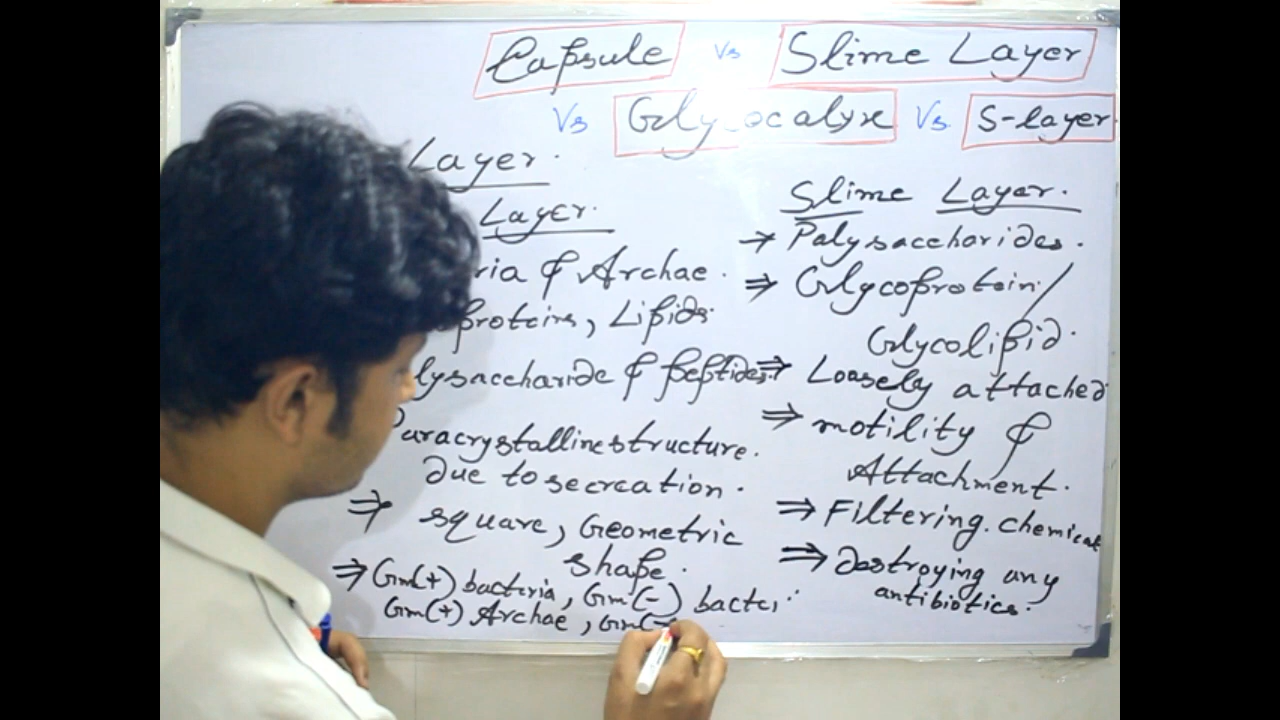 Capsule Vs Slime Layer
Vs Glycocalyx Vs S-layer
Layer.
Layer.
ria & Archae.
proteins, Lipids
lysaccharide & peptides.
Paracrystalline structure.
due to secreation.
⇒ square, Geometric
shape.
⇒ Gm(+) bacteria, Gm(-) bacte
Gm(+) Archae, Gm(-
Slime Layer.
→ Polysaccharides.
⇒ Glycoprotein/
Glycolipid.
⇒ Loosely attached
⇒ motility &
Attachment.
⇒ Filtering chemical
⇒ destroying any
antibiotics.